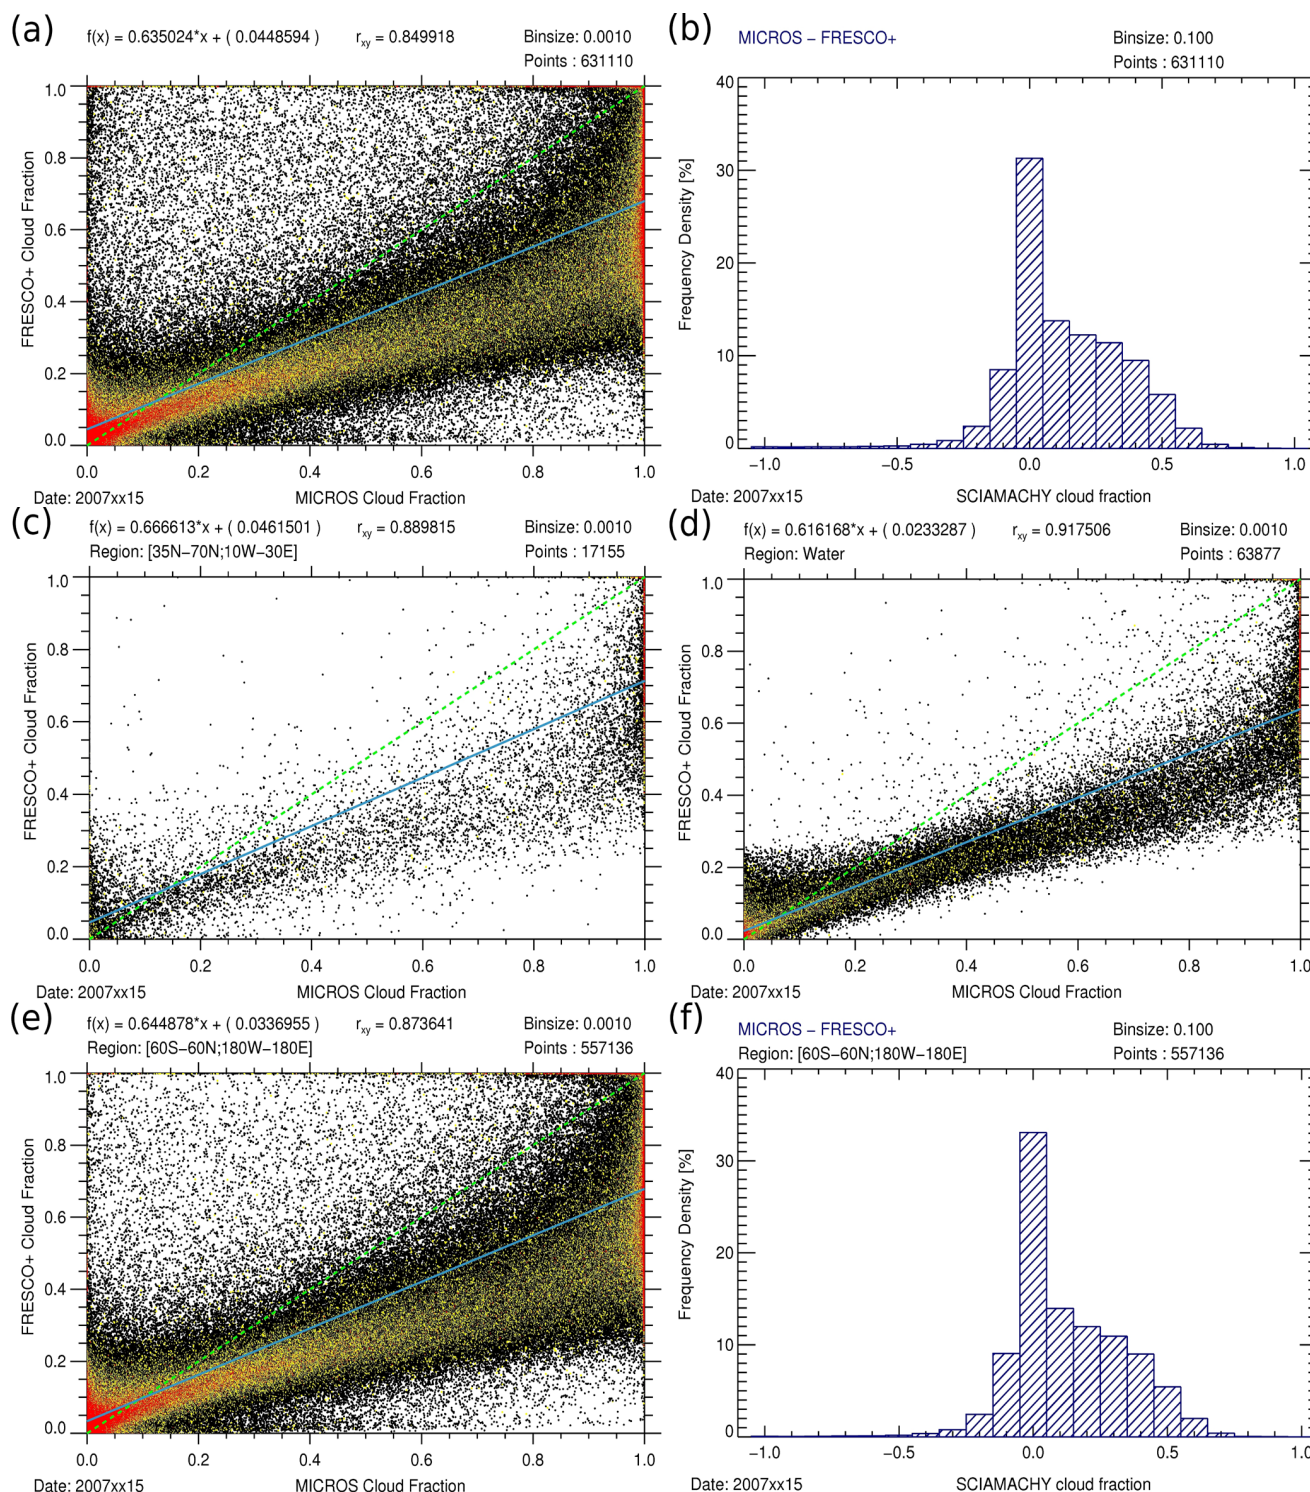 (a)
f(x) = 0.635024*x + ( 0.0448594 ) rxy = 0.849918 Binsize: 0.0010
Points : 631110
FRESCO+ Cloud Fraction
1.0
0.8
0.6
0.4
0.2
0.0
0.0 0.2 0.4 0.6 0.8 1.0
Date: 2007xx15 MICROS Cloud Fraction
(b)
MICROS − FRESCO+ Binsize: 0.100
Points : 631110
Frequency Density [%]
40
30
20
10
0
−1.0 −0.5 0.0 0.5 1.0
Date: 2007xx15 SCIAMACHY cloud fraction
(c)
f(x) = 0.666613*x + ( 0.0461501 ) rxy = 0.889815 Binsize: 0.0010
Region: [35N−70N;10W−30E] Points : 17155
FRESCO+ Cloud Fraction
1.0
0.8
0.6
0.4
0.2
0.0
0.0 0.2 0.4 0.6 0.8 1.0
Date: 2007xx15 MICROS Cloud Fraction
(d)
f(x) = 0.616168*x + ( 0.0233287 ) rxy = 0.917506 Binsize: 0.0010
Region: Water Points : 63877
FRESCO+ Cloud Fraction
1.0
0.8
0.6
0.4
0.2
0.0
0.0 0.2 0.4 0.6 0.8 1.0
Date: 2007xx15 MICROS Cloud Fraction
(e)
f(x) = 0.644878*x + ( 0.0336955 ) rxy = 0.873641 Binsize: 0.0010
Region: [60S−60N;180W−180E] Points : 557136
FRESCO+ Cloud Fraction
1.0
0.8
0.6
0.4
0.2
0.0
0.0 0.2 0.4 0.6 0.8 1.0
Date: 2007xx15 MICROS Cloud Fraction
(f)
MICROS − FRESCO+ Binsize: 0.100
Region: [60S−60N;180W−180E] Points : 557136
Frequency Density [%]
40
30
20
10
0
−1.0 −0.5 0.0 0.5 1.0
Date: 2007xx15 SCIAMACHY cloud fraction